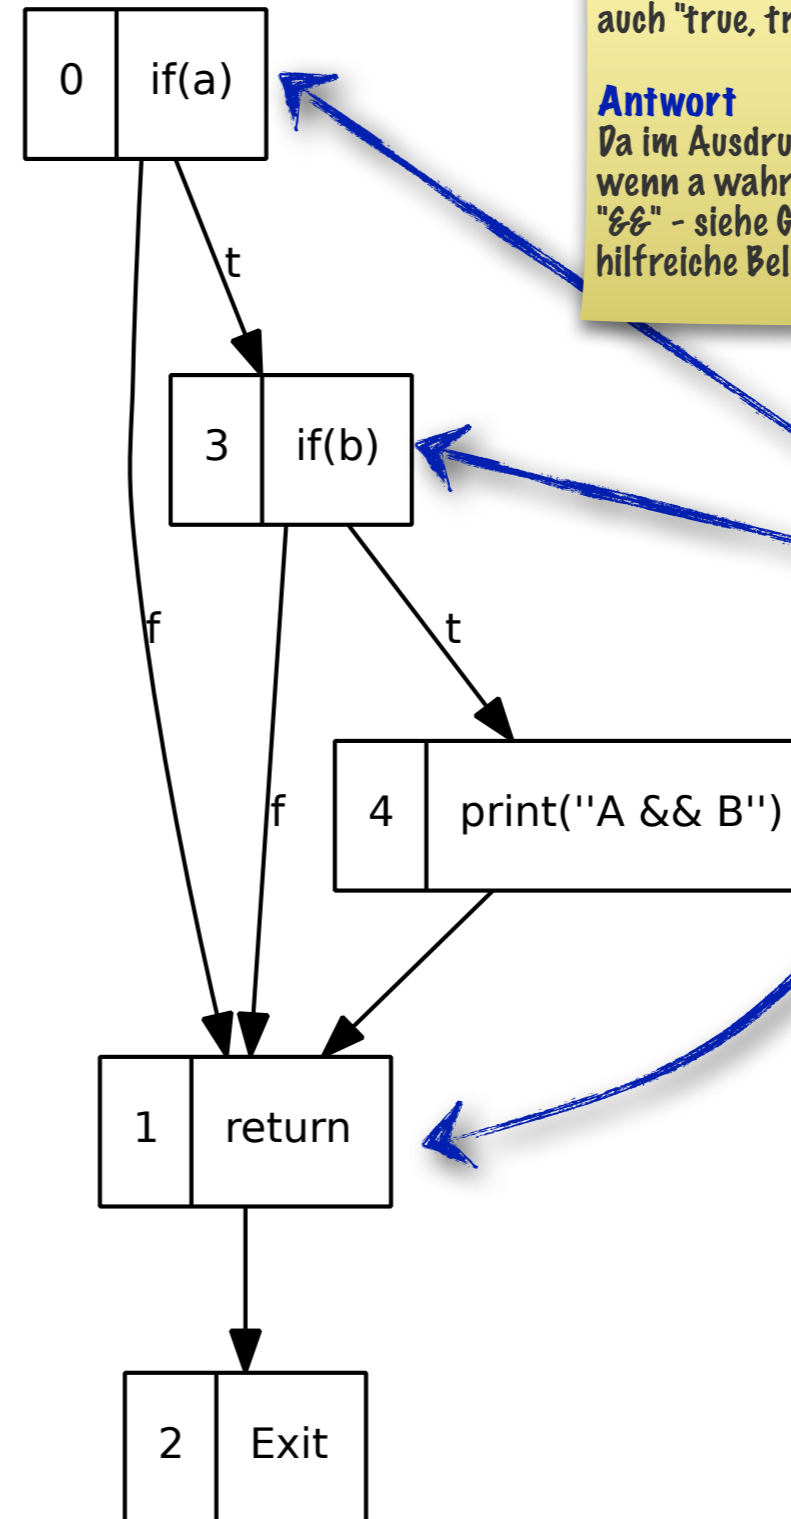 auch "true, tr
Antwort
Da im Ausdru
wenn a wahr
"&&" - siehe G
hilfreiche Bel
0 if(a)
t
3 if(b)
f
t
f
4 print(''A && B'')
1 return
2 Exit